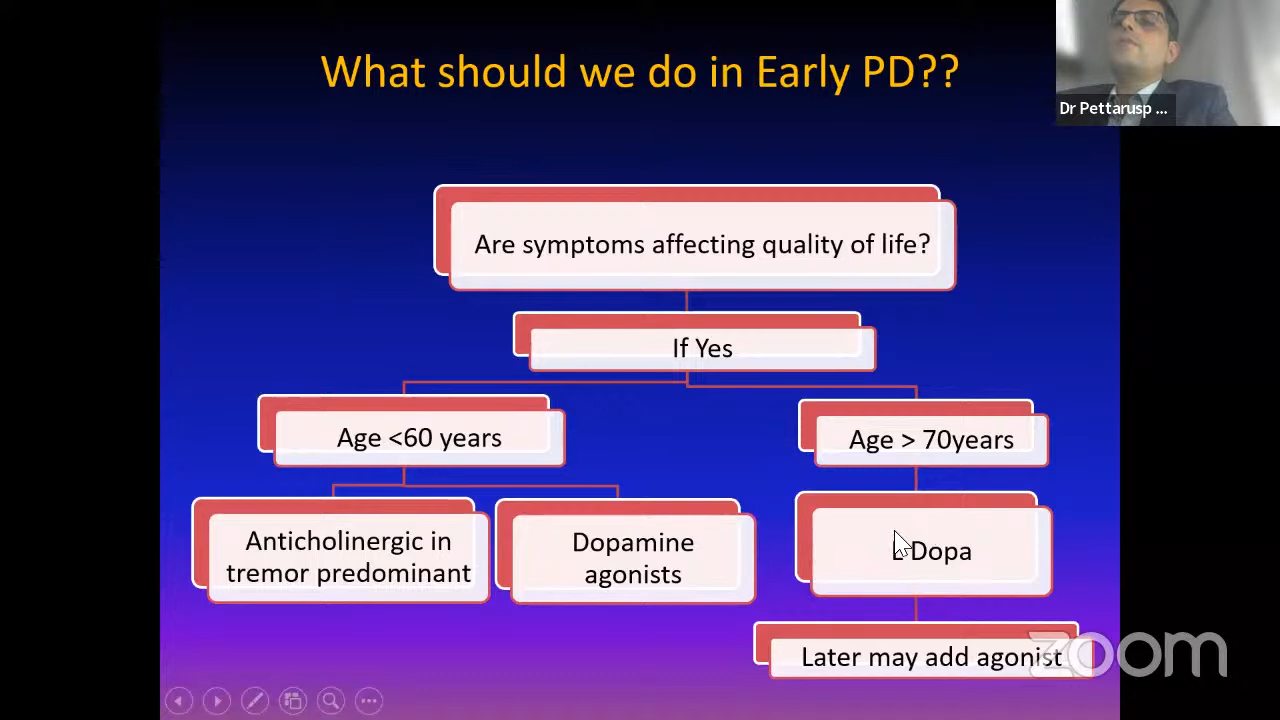 What should we do in Early PD??
Dr Pettarusp ...
Are symptoms affecting quality of life?
If Yes
Age <60 years
Age > 70years
Anticholinergic in
tremor predominant
Dopamine
agonists
Dopa
Later may add agonist
zoom